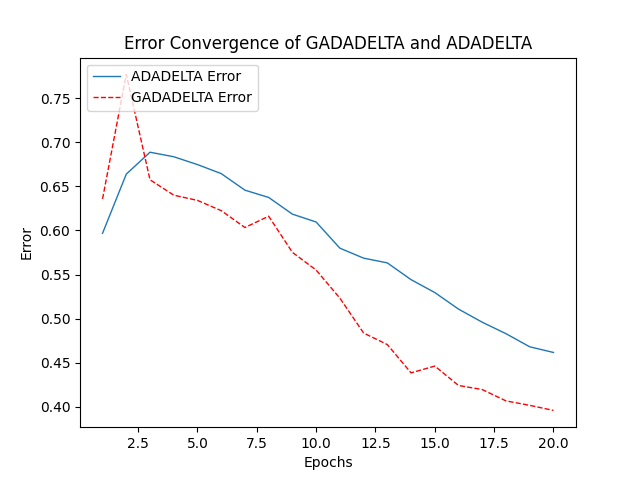 Error Convergence of GADADELTA and ADADELTA
ADADELTA Error
GADADELTA Error
0.75
0.70
0.65
0.60
0.55
0.50
0.45
0.40
Error
2.5 5.0 7.5 10.0 12.5 15.0 17.5 20.0
Epochs